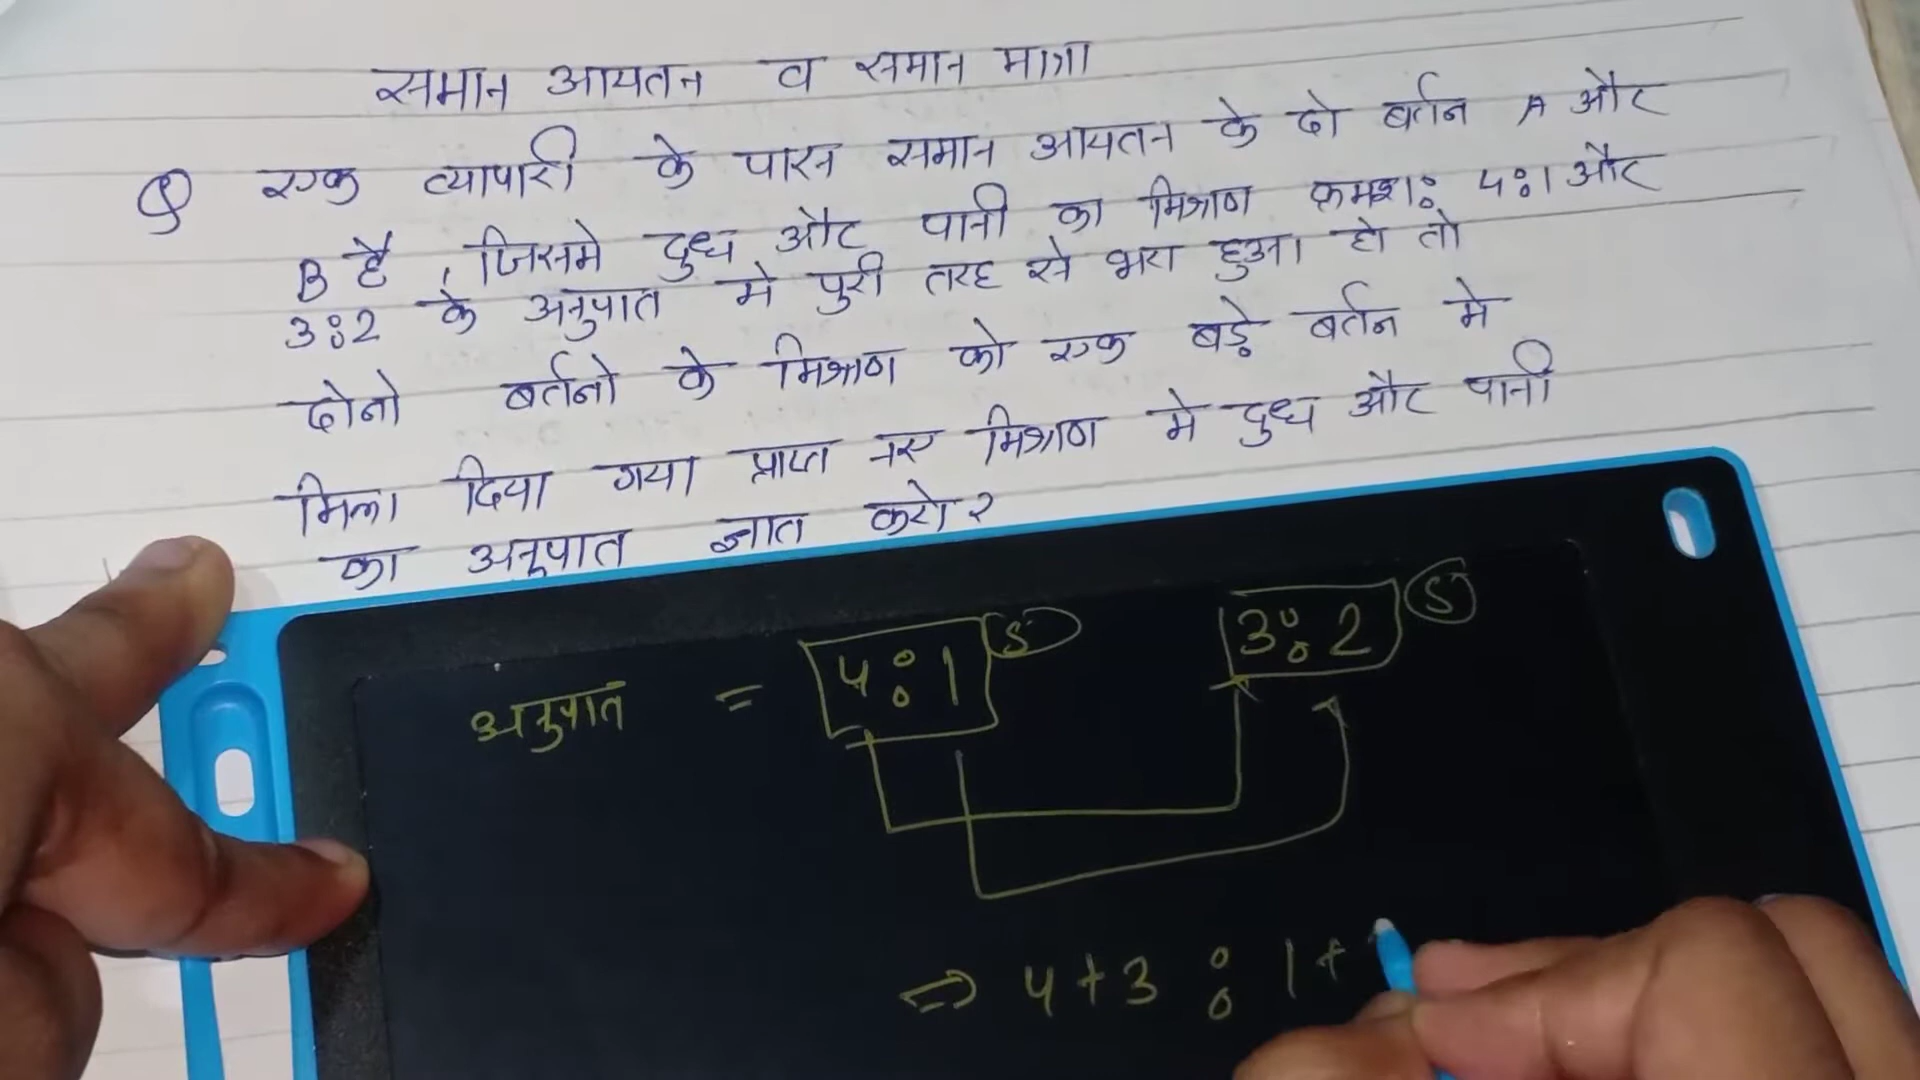 समान आयतन व समान मात्रा
Q एक व्यापारी के पास समान आयतन के दो बर्तन A और
B है, जिसमे दुध और पानी का मिश्रण क्रमश: 4:1 और
3:2 के अनुपात मे पुरी तरह से भरा हुआ हो तो
दोनो बर्तनो के मिश्रण को एक बड़े बर्तन मे
मिला दिया गया प्राप्त नए मिश्रण मे दुध और पानी
का अनुपात ज्ञात करो?
अनुपात = 4:1 5 3:2 5
⇒ 4+3 : 1+